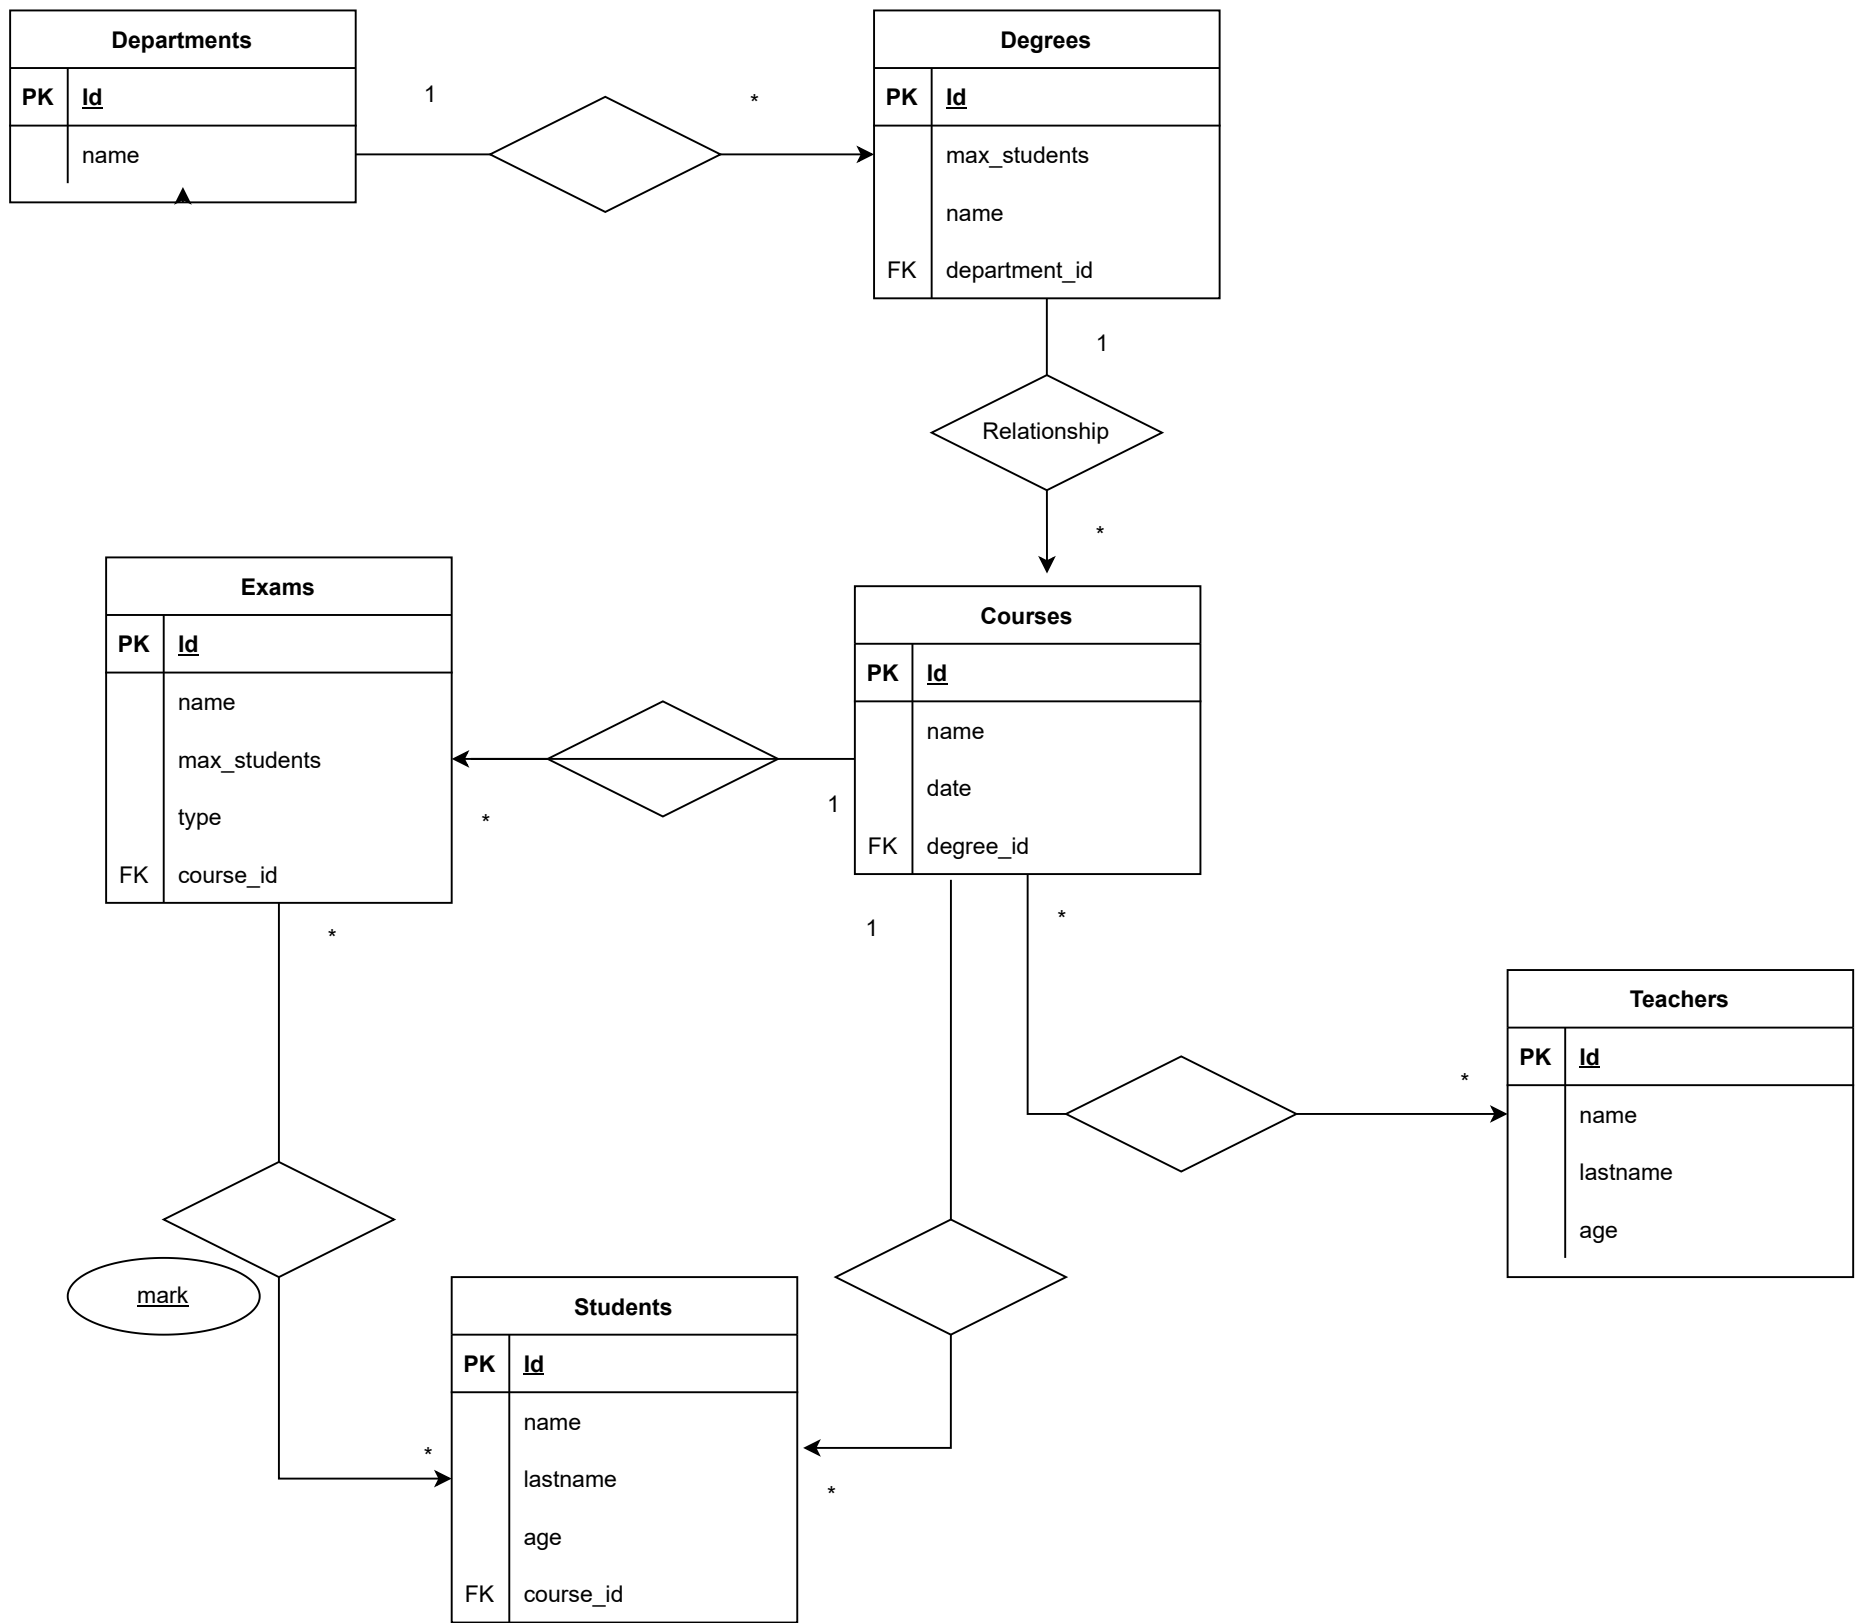 Departments
PK Id
name
1
*
Degrees
PK Id
max_students
name
FK department_id
1
Relationship
*
Exams
PK Id
name
max_students
type
FK course_id
*
1
Courses
PK Id
name
date
FK degree_id
*
1
*
*
Teachers
PK Id
name
lastname
age
mark
*
Students
PK Id
name
lastname
age
FK course_id
*